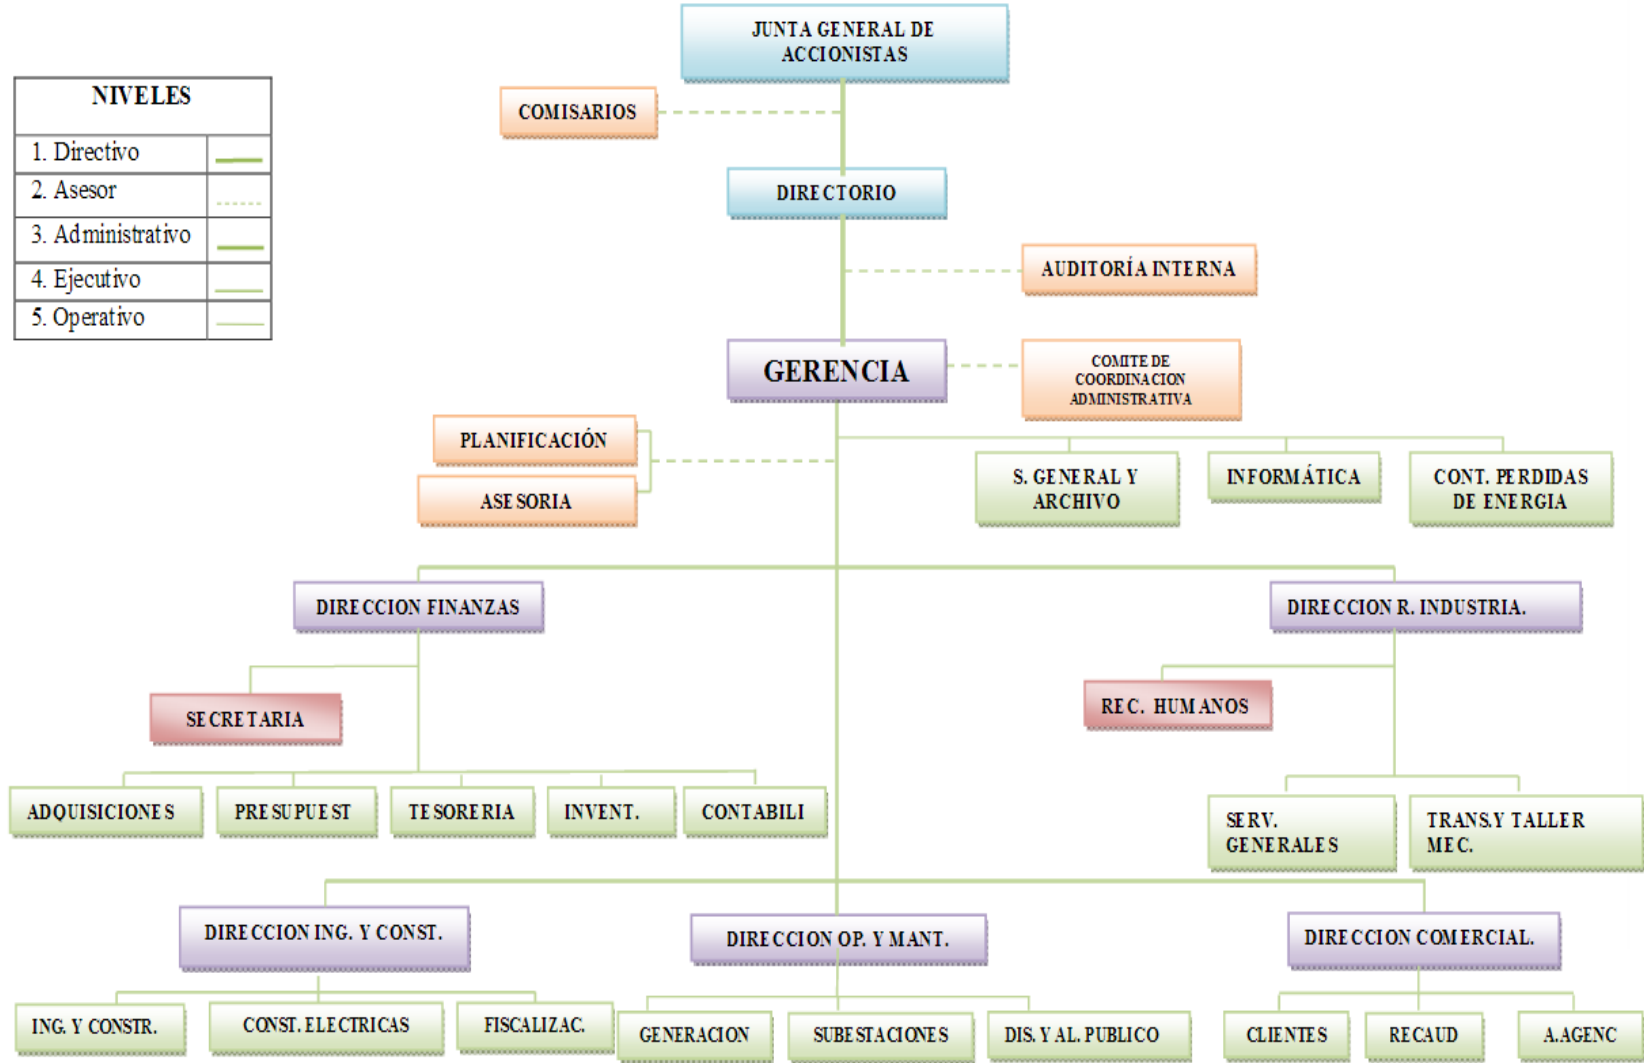 JUNTA GENERAL DE
ACCIONISTAS
NIVELES
1. Directivo
2. Asesor
3. Administrativo
4. Ejecutivo
5. Operativo
COMISARIOS
DIRECTORIO
AUDITORÍA INTERNA
GERENCIA
COMITE DE
COORDINACION
ADMINISTRATIVA
PLANIFICACIÓN
ASESORIA
S. GENERAL Y
ARCHIVO
INFORMÁTICA
CONT. PERDIDAS
DE ENERGIA
DIRECCION FINANZAS
DIRECCION R. INDUSTRIA.
SECRETARIA
REC. HUMANOS
ADQUISICIONES
PRESUPUEST
TESORERIA
INVENT.
CONTABILI
SERV.
GENERALES
TRANS.Y TALLER
MEC.
DIRECCION ING. Y CONST.
DIRECCION OP. Y MANT.
DIRECCION COMERCIAL.
ING. Y CONSTR.
CONST. ELECTRICAS
FISCALIZAC.
GENERACION
SUBESTACIONES
DIS. Y AL. PUBLICO
CLIENTES
RECAUD
A.AGENC